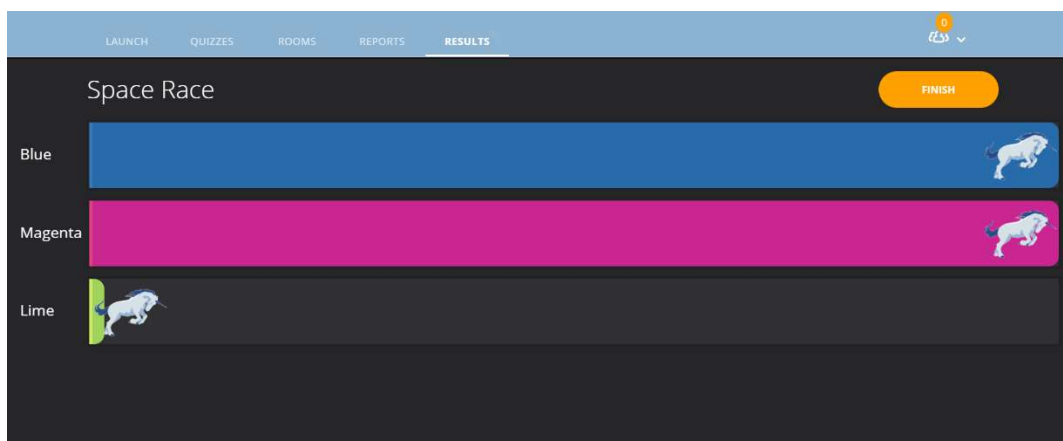 0
LAUNCH QUIZZES ROOMS REPORTS RESULTS
Space Race FINISH
Blue
Magenta
Lime